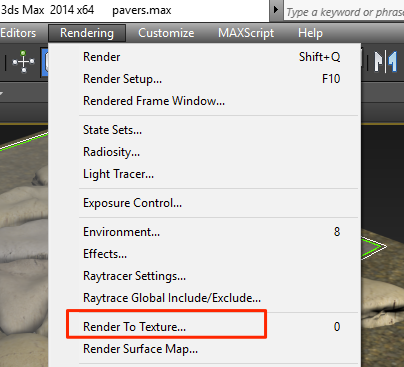 3ds Max 2014 x64 pavers.max Type a keyword or phras
Editors Rendering Customize MAXScript Help
Render Shift+Q
Render Setup... F10
Rendered Frame Window...
State Sets...
Radiosity...
Light Tracer...
Exposure Control...
Environment... 8
Effects...
Raytracer Settings...
Raytrace Global Include/Exclude...
Render To Texture... 0
Render Surface Map...